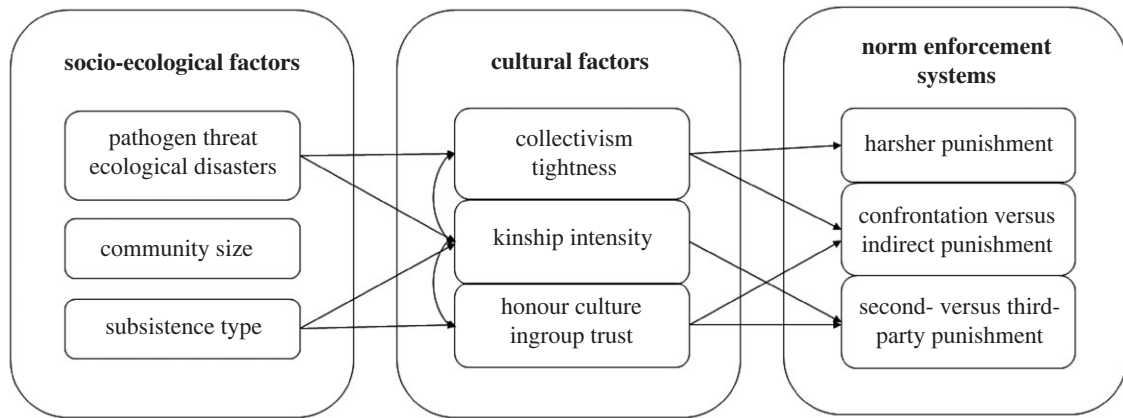 socio-ecological factors
pathogen threat
ecological disasters
community size
subsistence type
cultural factors
collectivism
tightness
kinship intensity
honour culture
ingroup trust
norm enforcement
systems
harsher punishment
confrontation versus
indirect punishment
second- versus third-
party punishment